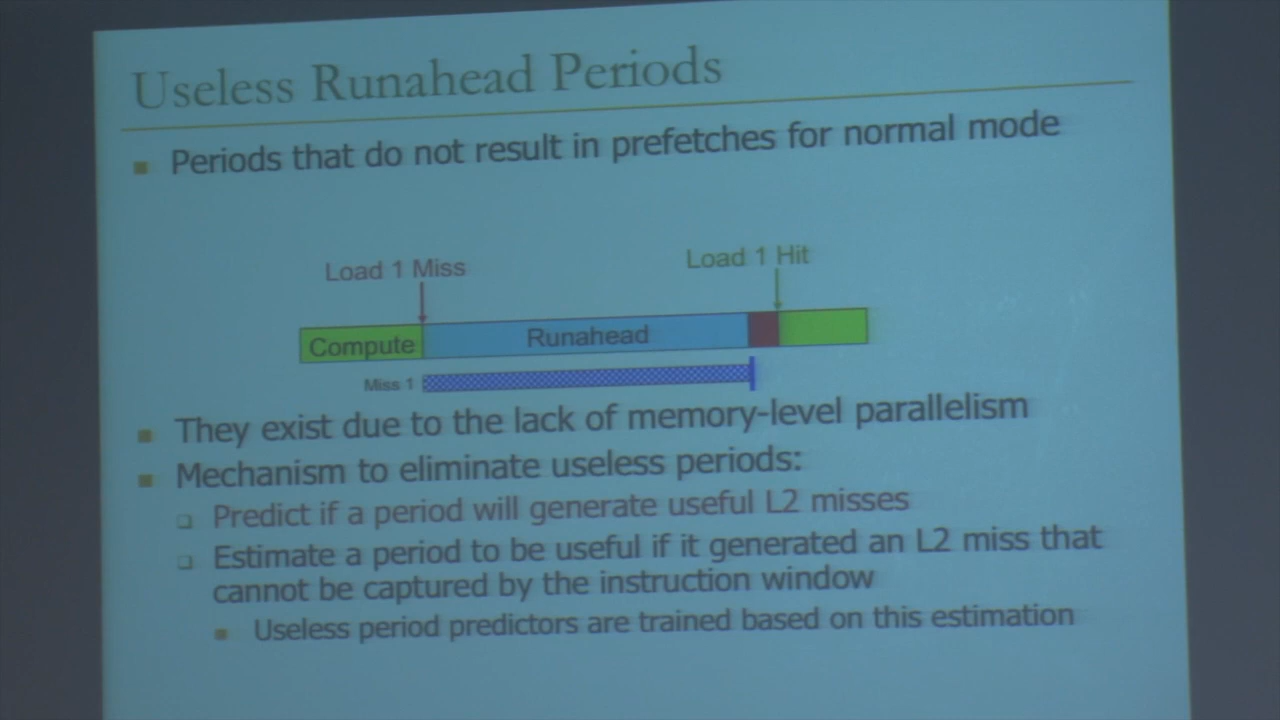 Useless Runahead Periods
Periods that do not result in prefetches for normal mode
Load 1 Miss
Load 1 Hit
Compute
Runahead
Miss 1
They exist due to the lack of memory-level parallelism
Mechanism to eliminate useless periods:
Predict if a period will generate useful L2 misses
Estimate a period to be useful if it generated an L2 miss that
cannot be captured by the instruction window
Useless period predictors are trained based on this estimation